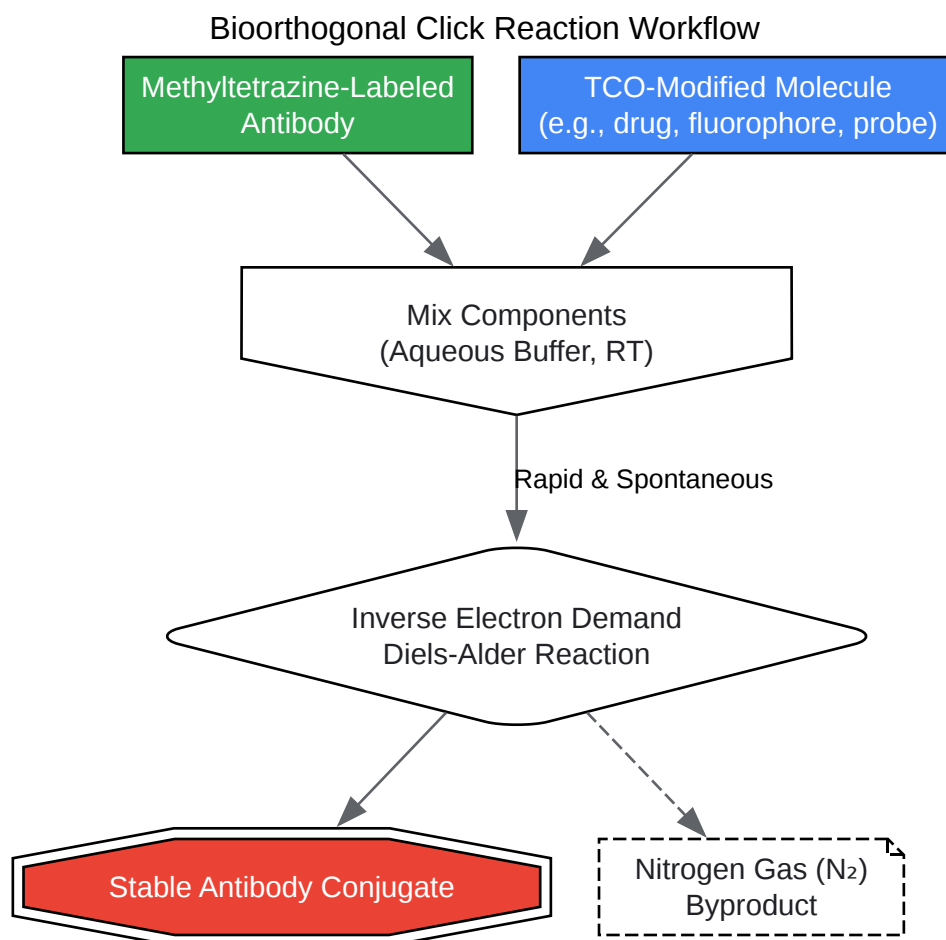 Bioorthogonal Click Reaction Workflow
Methyltetrazine-Labeled
Antibody
TCO-Modified Molecule
(e.g., drug, fluorophore, probe)
Mix Components
(Aqueous Buffer, RT)
Rapid & Spontaneous
Inverse Electron Demand
Diels-Alder Reaction
Stable Antibody Conjugate
Nitrogen Gas (N₂)
Byproduct